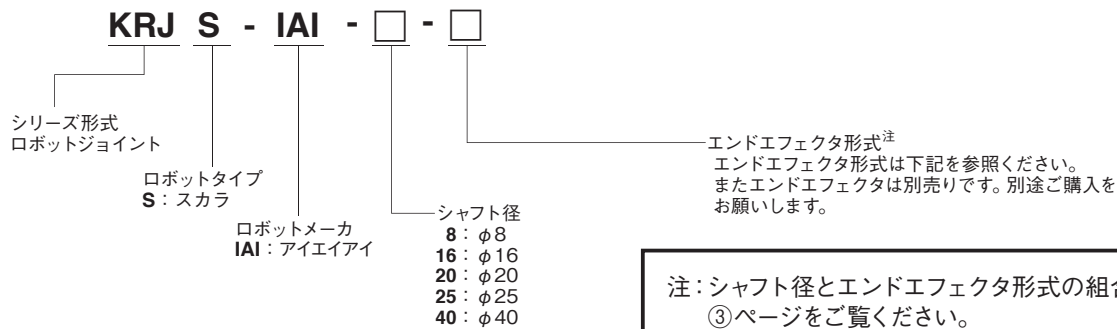 KRJ S - IAI - □ - □
シリーズ形式
ロボットジョイント
ロボットタイプ
S：スカラ
ロボットメーカ
IAI：アイエイアイ
シャフト径
8：φ8
16：φ16
20：φ20
25：φ25
40：φ40
エンドエフェクタ形式注
エンドエフェクタ形式は下記を参照ください。
またエンドエフェクタは別売りです。別途ご購入を
お願いします。
注：シャフト径とエンドエフェクタ形式の組合
③ページをご覧ください。